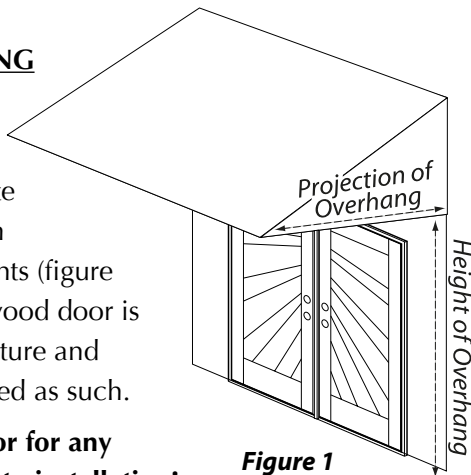 NG
nts (figure
wood door is
ture and
ed as such.
or for any
Projection of
Overhang
Height of Overhang
Figure 1